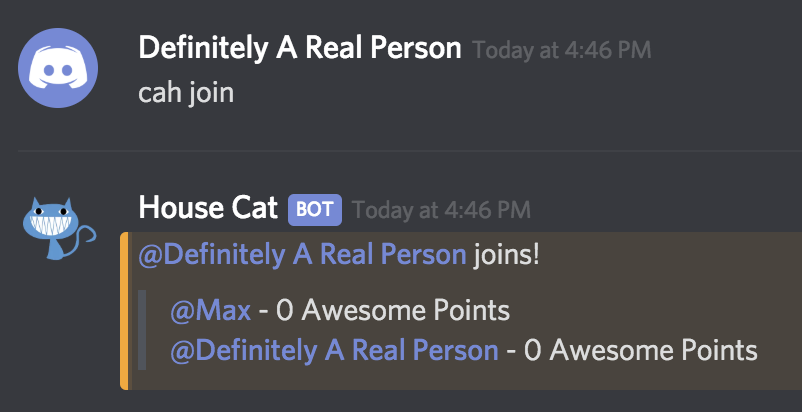 Definitely A Real Person Today at 4:46 PM
cah join
House Cat BOT Today at 4:46 PM
@Definitely A Real Person joins!
@Max - 0 Awesome Points
@Definitely A Real Person - 0 Awesome Points